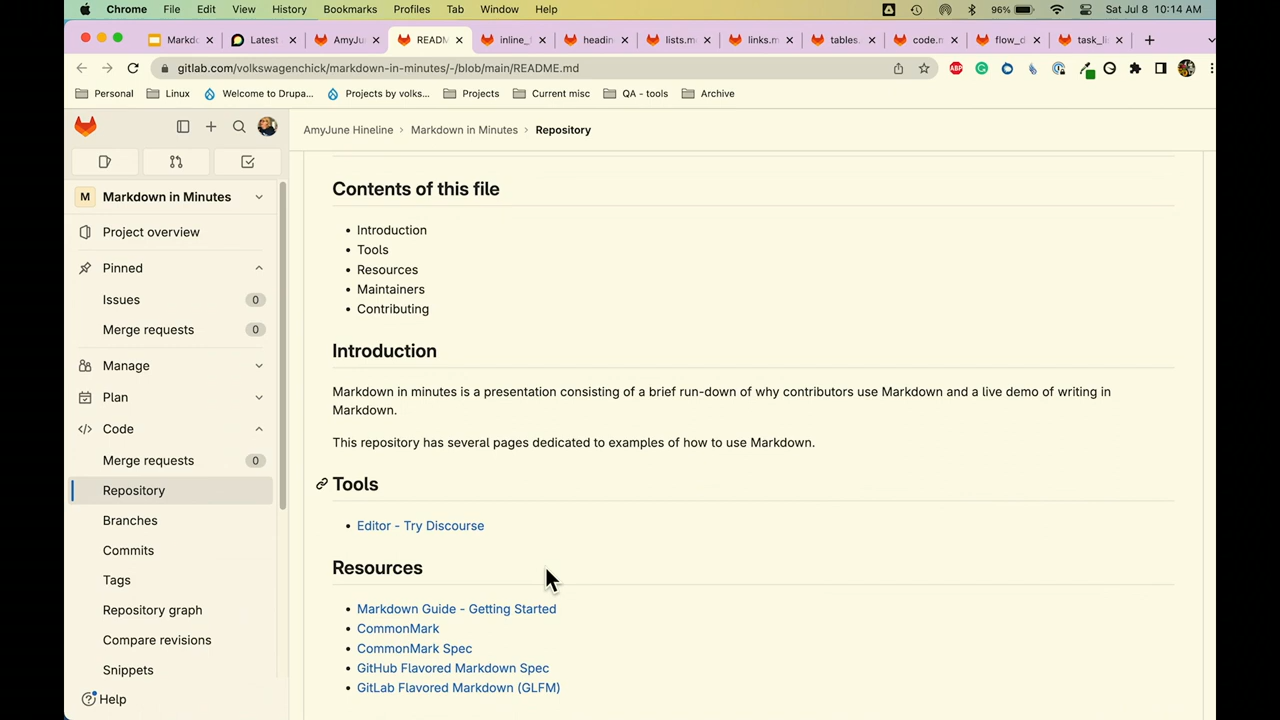 Chrome File Edit View History Bookmarks Profiles Tab Window Help 96% Sat Jul 8 10:14 AM
Markdo Latest AmyJu README inline_ headin lists.m links.m tables. code.m flow_d task_li
gitlab.com/volkswagenchick/markdown-in-minutes/-/blob/main/README.md
Personal Linux Welcome to Drupa... Projects by volks... Projects Current misc QA - tools Archive
AmyJune Hineline › Markdown in Minutes › Repository
M Markdown in Minutes
Project overview
Pinned
Issues 0
Merge requests 0
Manage
Plan
Code
Merge requests 0
Repository
Branches
Commits
Tags
Repository graph
Compare revisions
Snippets
Help
Contents of this file
• Introduction
• Tools
• Resources
• Maintainers
• Contributing
Introduction
Markdown in minutes is a presentation consisting of a brief run-down of why contributors use Markdown and a live demo of writing in
Markdown.
This repository has several pages dedicated to examples of how to use Markdown.
Tools
• Editor - Try Discourse
Resources
• Markdown Guide - Getting Started
• CommonMark
• CommonMark Spec
• GitHub Flavored Markdown Spec
• GitLab Flavored Markdown (GLFM)